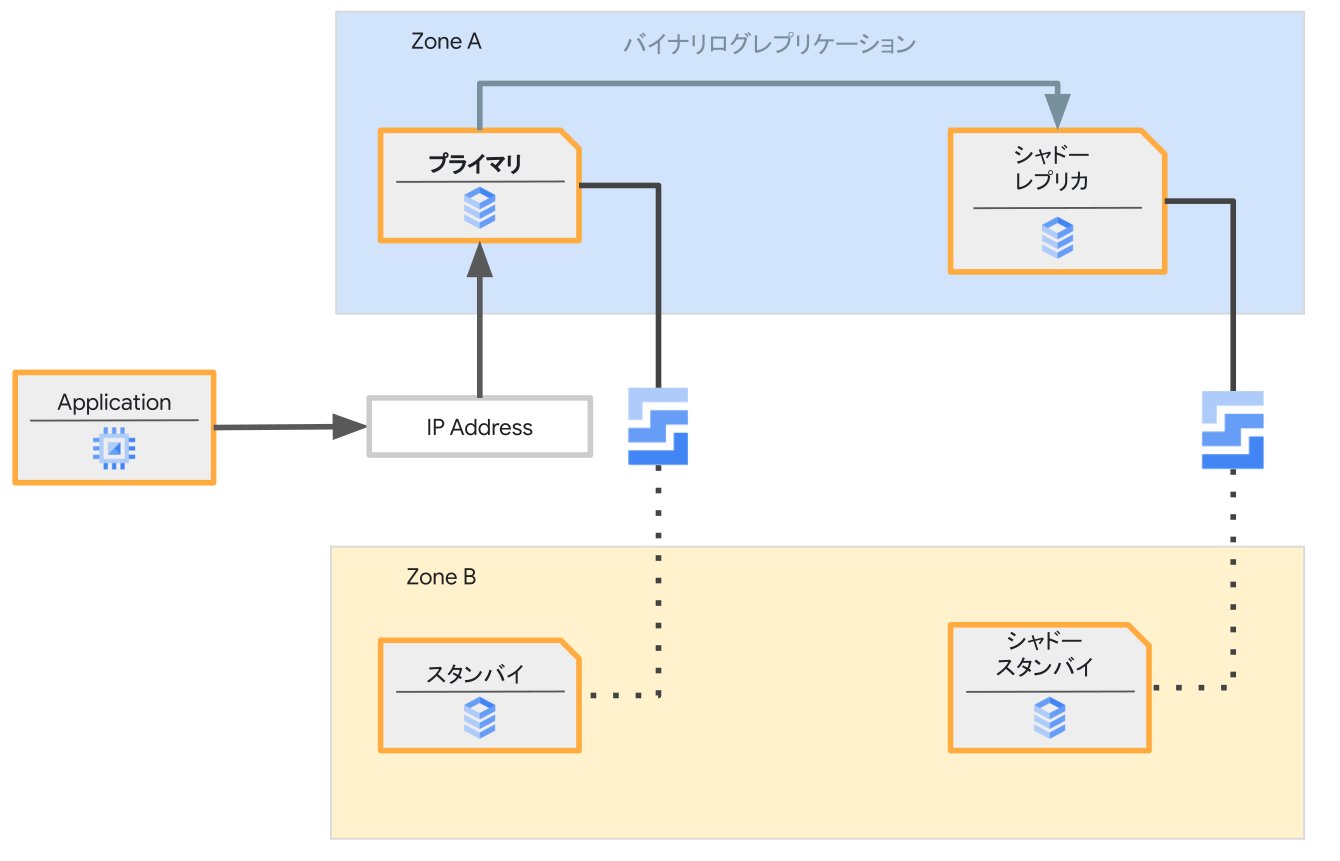 Zone A
バイナリログレプリケーション
プライマリ
シャドー
レプリカ
Application
IP Address
Zone B
スタンバイ
シャドー
スタンバイ